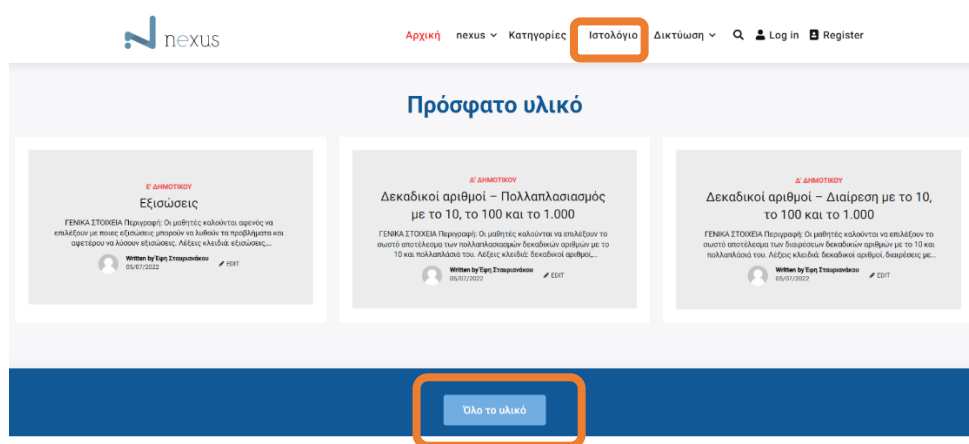 nexus
Αρχική nexus Κατηγορίες Ιστολόγιο Δικτύωση Log in Register
Πρόσφατο υλικό
Ε' ΔΗΜΟΤΙΚΟΥ
Εξισώσεις
ΓΕΝΙΚΑ ΣΤΟΙΧΕΙΑ Περιγραφή: Οι μαθητές καλούνται αφενός να
επιλέξουν με ποιες εξισώσεις μπορούν να λυθούν τα προβλήματα και
αφετέρου να λύσουν εξισώσεις. Λέξεις κλειδιά: εξισώσεις,...
Written by Έφη Σταυριανάκου
05/07/2022
EDIT
Δ' ΔΗΜΟΤΙΚΟΥ
Δεκαδικοί αριθμοί – Πολλαπλασιασμός
με το 10, το 100 και το 1.000
ΓΕΝΙΚΑ ΣΤΟΙΧΕΙΑ Περιγραφή: Οι μαθητές καλούνται να επιλέξουν το
σωστό αποτέλεσμα των πολλαπλασιασμών δεκαδικών αριθμών με το
10 και πολλαπλάσιά του. Λέξεις κλειδιά: δεκαδικοί αριθμοί,...
Written by Έφη Σταυριανάκου
05/07/2022
EDIT
Δ' ΔΗΜΟΤΙΚΟΥ
Δεκαδικοί αριθμοί – Διαίρεση με το 10,
το 100 και το 1.000
ΓΕΝΙΚΑ ΣΤΟΙΧΕΙΑ Περιγραφή: Οι μαθητές καλούνται να επιλέξουν το
σωστό αποτέλεσμα των διαιρέσεων δεκαδικών αριθμών με το 10 και
πολλαπλάσιά του. Λέξεις κλειδιά: δεκαδικοί αριθμοί, διαιρέσεις με...
Written by Έφη Σταυριανάκου
05/07/2022
EDIT
Όλο το υλικό